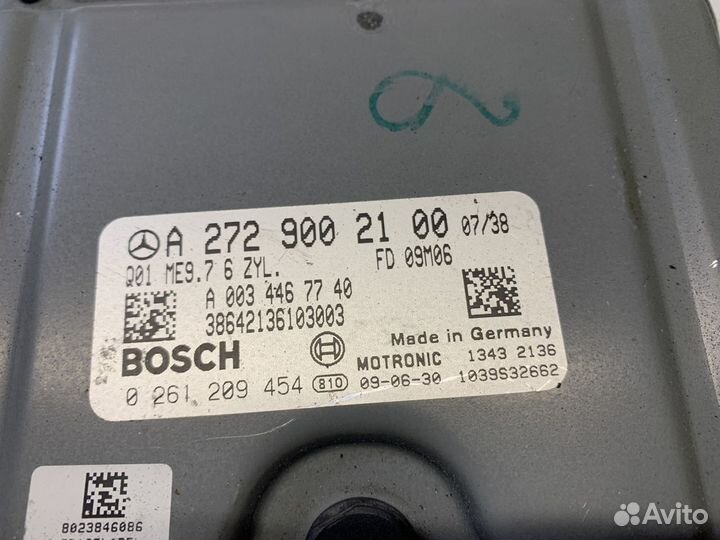 A 272 900 21 00 07/38
Q01 ME9.7 6 ZYL. FD 09M06
A 003 446 77 40
38642136103003
Made in Germany
BOSCH MOTRONIC 1343 2136
0 261 209 454 810 09-06-30 1039S32662
8023846086
Avito